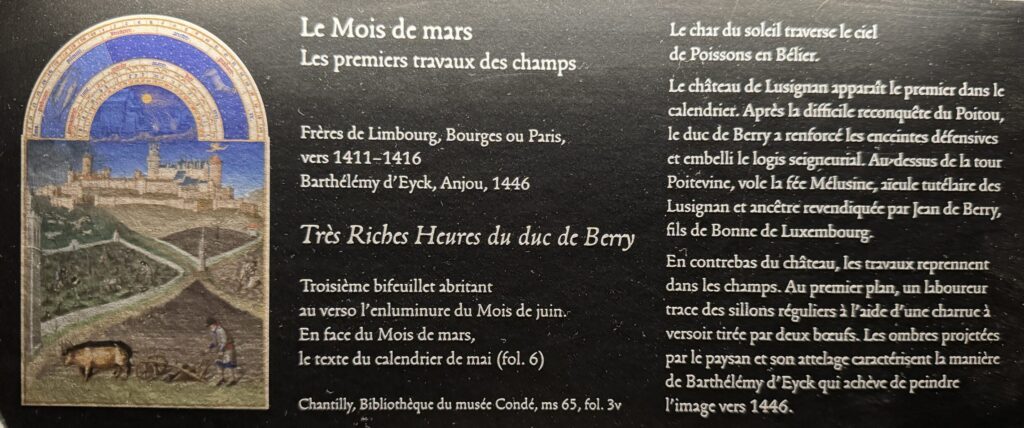 Le Mois de mars
Les premiers travaux des champs
Frères de Limbourg, Bourges ou Paris,
vers 1411–1416
Barthélémy d'Eyck, Anjou, 1446
Très Riches Heures du duc de Berry
Troisième bifeuillet abritant
au verso l'enluminure du Mois de juin.
En face du Mois de mars,
le texte du calendrier de mai (fol. 6)
Chantilly, Bibliothèque du musée Condé, ms 65, fol. 3v
Le char du soleil traverse le ciel
de Poissons en Bélier.
Le château de Lusignan apparaît le premier dans le
calendrier. Après la difficile reconquête du Poitou,
le duc de Berry a renforcé les enceintes défensives
et embelli le logis seigneurial. Au-dessus de la tour
Poitevine, vole la fée Mélusine, aïeule tutélaire des
Lusignan et ancêtre revendiquée par Jean de Berry,
fils de Bonne de Luxembourg.
En contrebas du château, les travaux reprennent
dans les champs. Au premier plan, un laboureur
trace des sillons réguliers à l'aide d'une charrue à
versoir tirée par deux bœufs. Les ombres projetées
par le paysan et son attelage caractérisent la manière
de Barthélémy d'Eyck qui achève de peindre
l'image vers 1446.